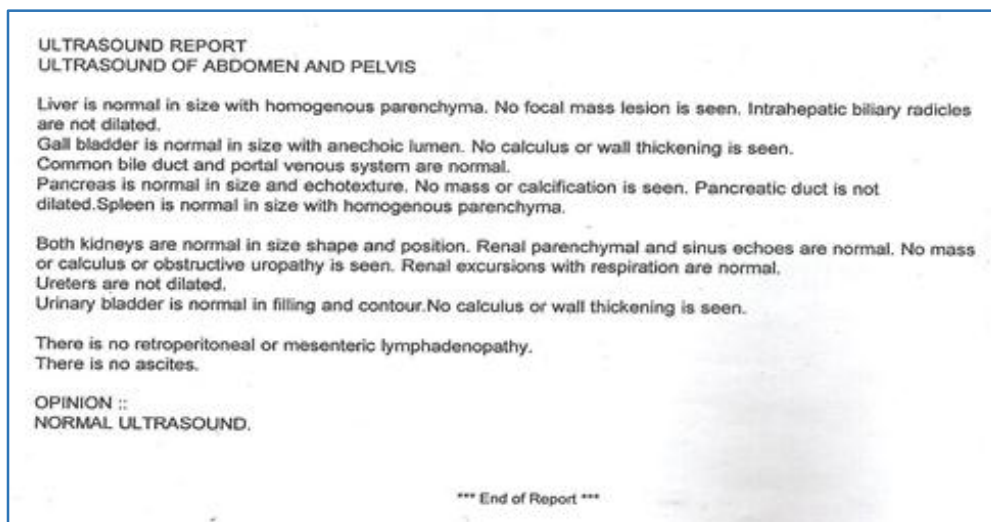 ULTRASOUND REPORT
ULTRASOUND OF ABDOMEN AND PELVIS
Liver is normal in size with homogenous parenchyma. No focal mass lesion is seen. Intrahepatic biliary radicles
are not dilated.
Gall bladder is normal in size with anechoic lumen. No calculus or wall thickening is seen.
Common bile duct and portal venous system are normal.
Pancreas is normal in size and echotexture. No mass or calcification is seen. Pancreatic duct is not
dilated.Spleen is normal in size with homogenous parenchyma.
Both kidneys are normal in size shape and position. Renal parenchymal and sinus echoes are normal. No mass
or calculus or obstructive uropathy is seen. Renal excursions with respiration are normal.
Ureters are not dilated.
Urinary bladder is normal in filling and contour.No calculus or wall thickening is seen.
There is no retroperitoneal or mesenteric lymphadenopathy.
There is no ascites.
OPINION ::
NORMAL ULTRASOUND.
*** End of Report ***